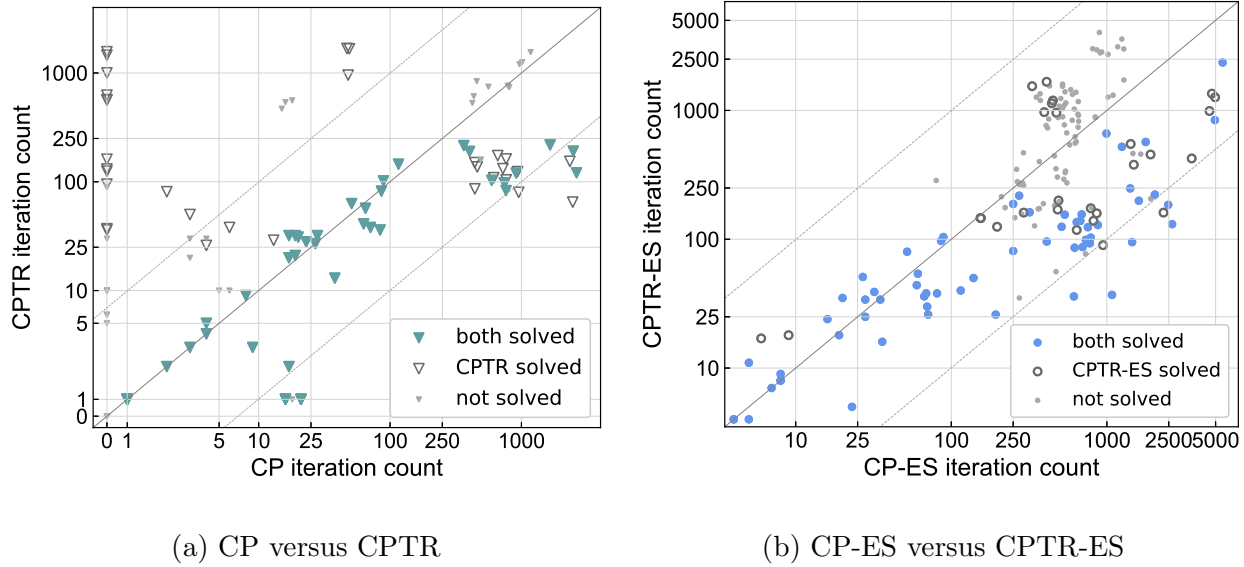 CPTR iteration count
1000
250
100
25
10
5
1
0
both solved
CPTR solved
not solved
0 1 5 10 25 100 250 1000
CP iteration count
(a) CP versus CPTR
CPTR-ES iteration count
5000
2500
1000
250
100
25
10
both solved
CPTR-ES solved
not solved
10 25 100 250 1000 2500 5000
CP-ES iteration count
(b) CP-ES versus CPTR-ES